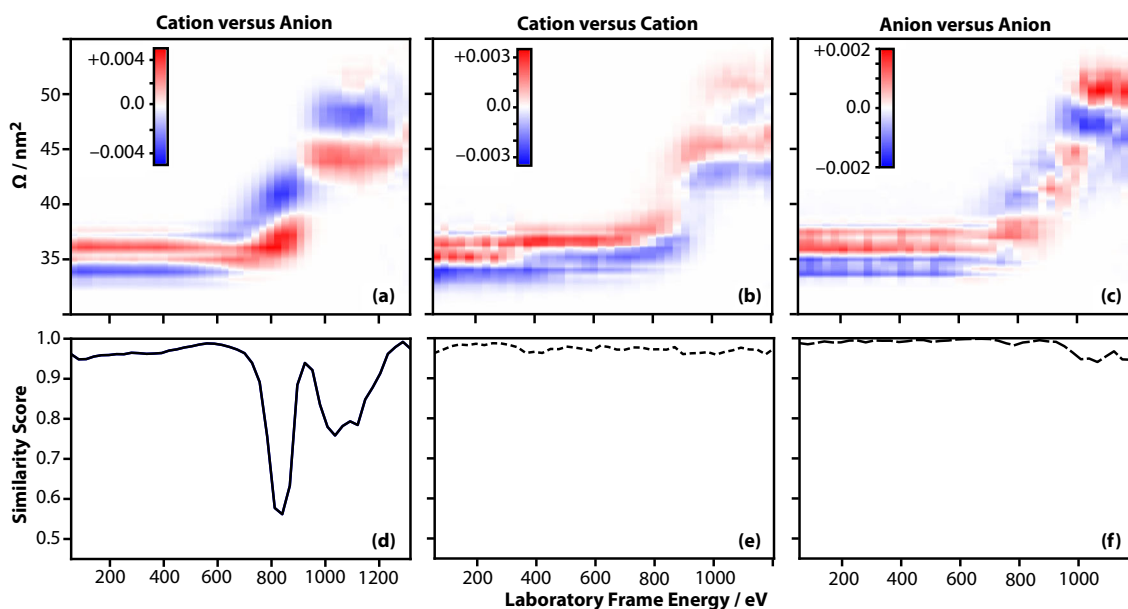 Cation versus Anion
Cation versus Cation
Anion versus Anion
Ω / nm²
50
45
40
35
+0.004
0.0
−0.004
(a)
+0.003
0.0
−0.003
(b)
+0.002
0.0
−0.002
(c)
Similarity Score
1.0
0.9
0.8
0.7
0.6
0.5
(d)
(e)
(f)
200 400 600 800 1000 1200
200 400 600 800 1000
200 400 600 800 1000
Laboratory Frame Energy / eV